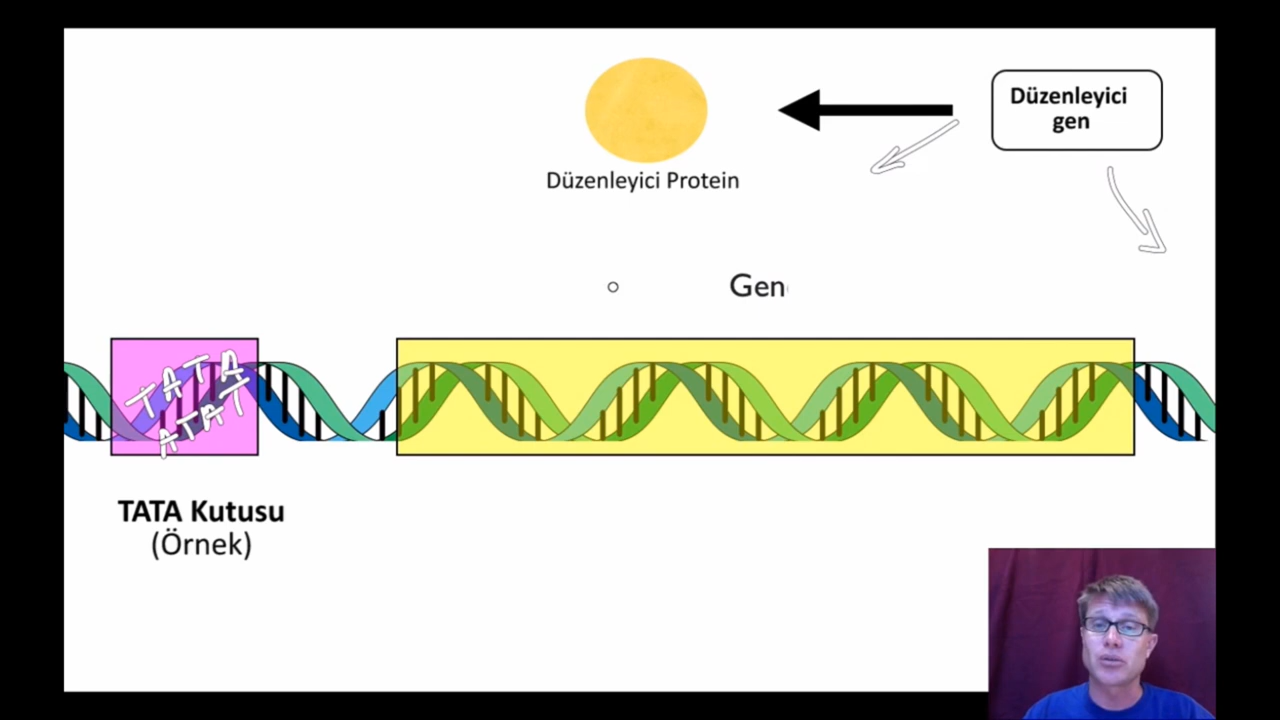 Düzenleyici
gen
Düzenleyici Protein
Gen
TATA
ATAT
TATA Kutusu
(Örnek)